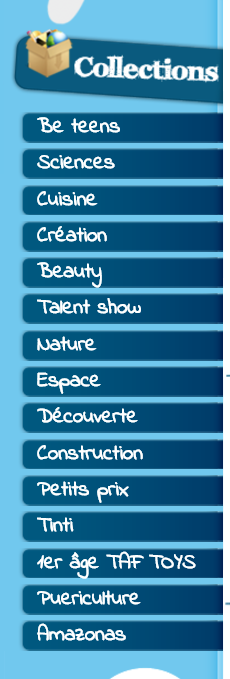 Collections
Be teens
Sciences
Cuisine
Création
Beauty
Talent show
Nature
Espace
Découverte
Construction
Petits prix
Tinti
1er âge TAF TOYS
Puericulture
Amazonas